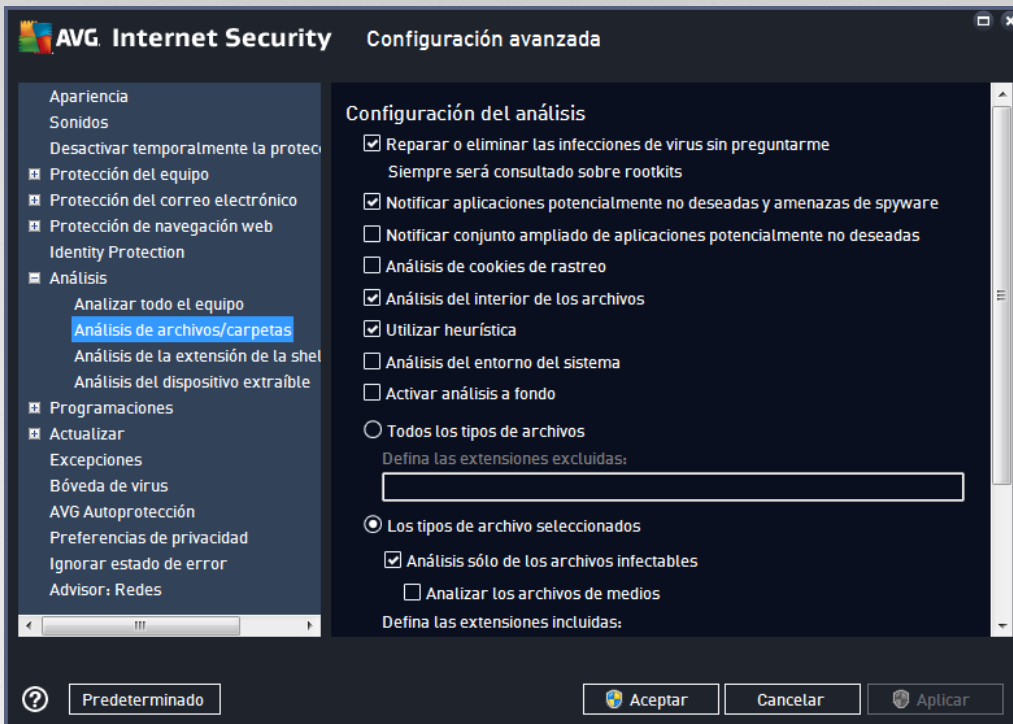 AVG Internet Security Configuración avanzada
Apariencia
Sonidos
Desactivar temporalmente la protec
Protección del equipo
Protección del correo electrónico
Protección de navegación web
Identity Protection
Análisis
Analizar todo el equipo
Análisis de archivos/carpetas
Análisis de la extensión de la shel
Análisis del dispositivo extraíble
Programaciones
Actualizar
Excepciones
Bóveda de virus
AVG Autoprotección
Preferencias de privacidad
Ignorar estado de error
Advisor: Redes
Configuración del análisis
Reparar o eliminar las infecciones de virus sin preguntarme
Siempre será consultado sobre rootkits
Notificar aplicaciones potencialmente no deseadas y amenazas de spyware
Notificar conjunto ampliado de aplicaciones potencialmente no deseadas
Análisis de cookies de rastreo
Análisis del interior de los archivos
Utilizar heurística
Análisis del entorno del sistema
Activar análisis a fondo
Todos los tipos de archivos
Defina las extensiones excluidas:
Los tipos de archivo seleccionados
Análisis sólo de los archivos infectables
Analizar los archivos de medios
Defina las extensiones incluidas:
Predeterminado
Aceptar
Cancelar
Aplicar